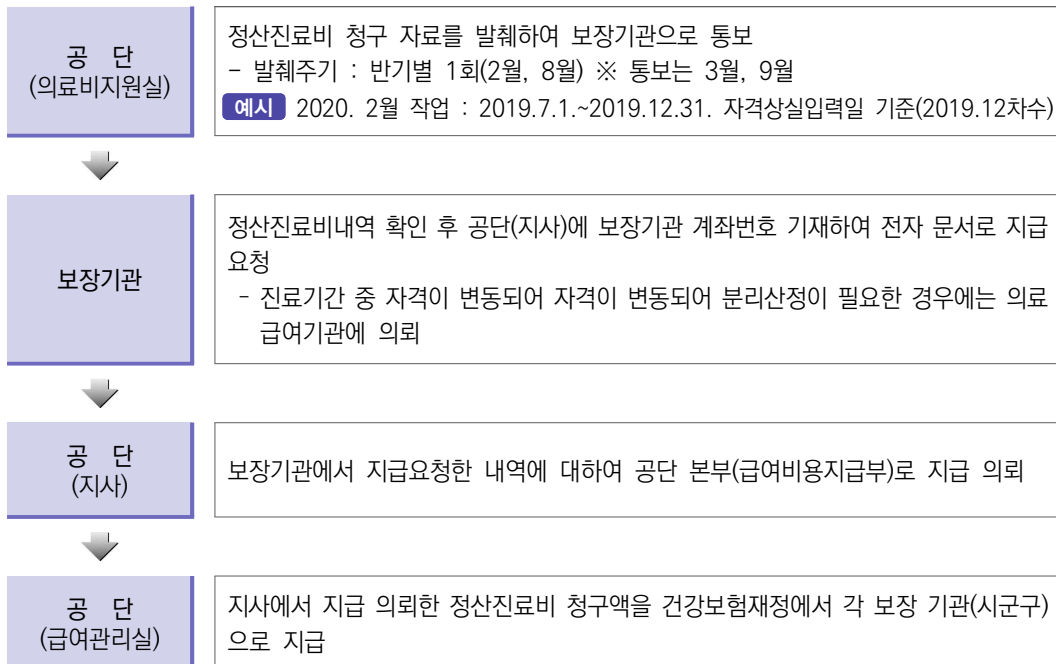 공 단
(의료비지원실)
정산진료비 청구 자료를 발췌하여 보장기관으로 통보
- 발췌주기 : 반기별 1회(2월, 8월) ※ 통보는 3월, 9월
예시 2020. 2월 작업 : 2019.7.1.~2019.12.31. 자격상실입력일 기준(2019.12차수)
보장기관
정산진료비내역 확인 후 공단(지사)에 보장기관 계좌번호 기재하여 전자 문서로 지급
요청
- 진료기간 중 자격이 변동되어 자격이 변동되어 분리산정이 필요한 경우에는 의료
급여기관에 의뢰
공 단
(지사)
보장기관에서 지급요청한 내역에 대하여 공단 본부(급여비용지급부)로 지급 의뢰
공 단
(급여관리실)
지사에서 지급 의뢰한 정산진료비 청구액을 건강보험재정에서 각 보장 기관(시군구)
으로 지급